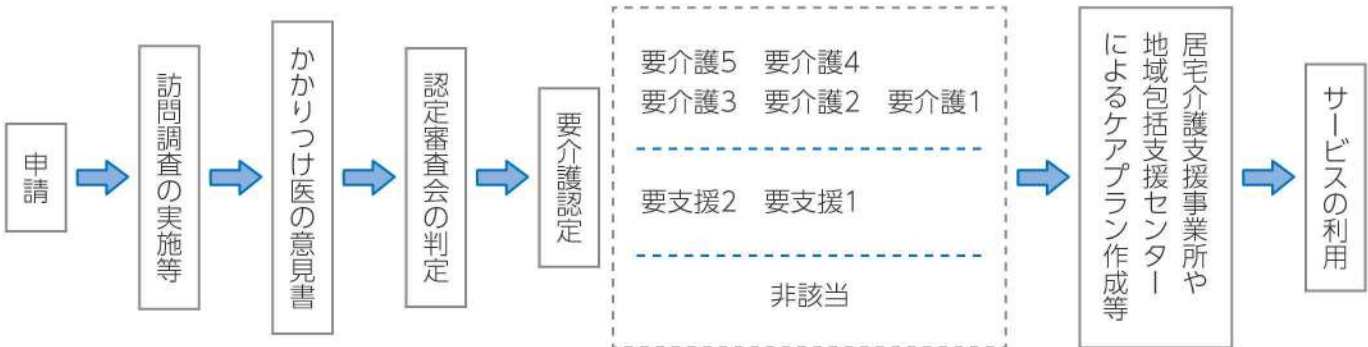 申請
訪問調査の実施等
かかりつけ医の意見書
認定審査会の判定
要介護認定
要介護5　要介護4
要介護3　要介護2　要介護1
要支援2　要支援1
非該当
居宅介護支援事業所や
地域包括支援センター
によるケアプラン作成等
サービスの利用